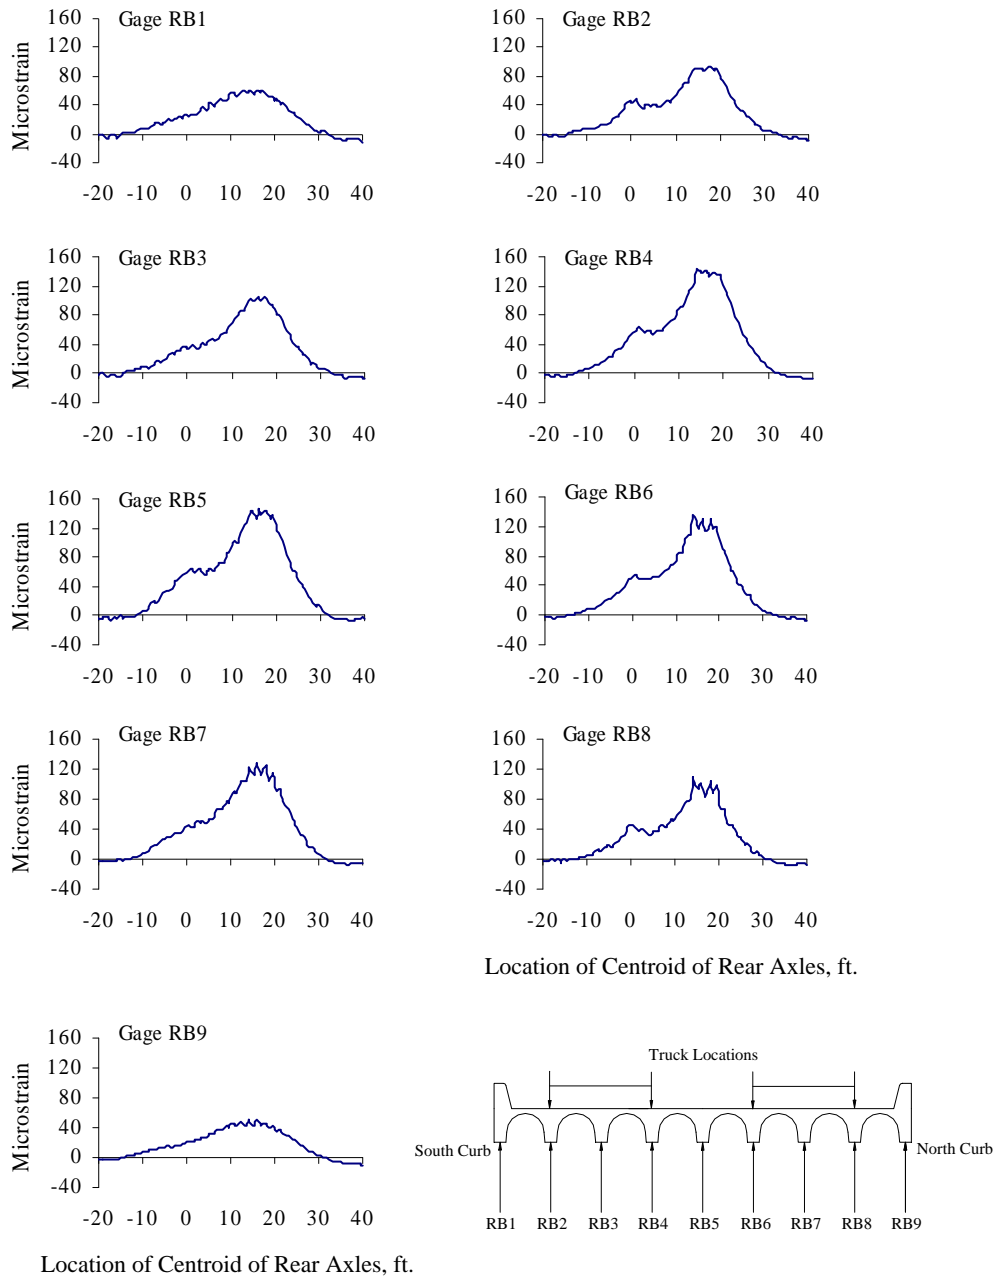 Gage RB1
160
120
80
40
0
-40
Microstrain
-20 -10 0 10 20 30 40
Gage RB2
160
120
80
40
0
-40
-20 -10 0 10 20 30 40
Gage RB3
160
120
80
40
0
-40
Microstrain
-20 -10 0 10 20 30 40
Gage RB4
160
120
80
40
0
-40
-20 -10 0 10 20 30 40
Gage RB5
160
120
80
40
0
-40
Microstrain
-20 -10 0 10 20 30 40
Gage RB6
160
120
80
40
0
-40
-20 -10 0 10 20 30 40
Gage RB7
160
120
80
40
0
-40
Microstrain
-20 -10 0 10 20 30 40
Gage RB8
160
120
80
40
0
-40
-20 -10 0 10 20 30 40
Location of Centroid of Rear Axles, ft.
Gage RB9
160
120
80
40
0
-40
Microstrain
-20 -10 0 10 20 30 40
Location of Centroid of Rear Axles, ft.
Truck Locations
South Curb
North Curb
RB1 RB2 RB3 RB4 RB5 RB6 RB7 RB8 RB9